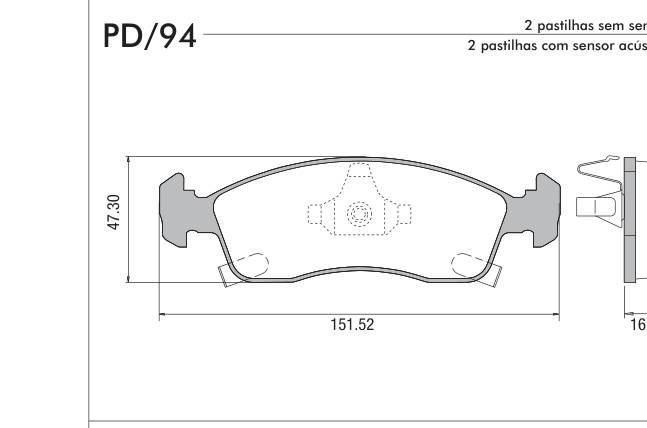 PD/94
2 pastilhas sem
2 pastilhas com sensor
47.30
151.52
16